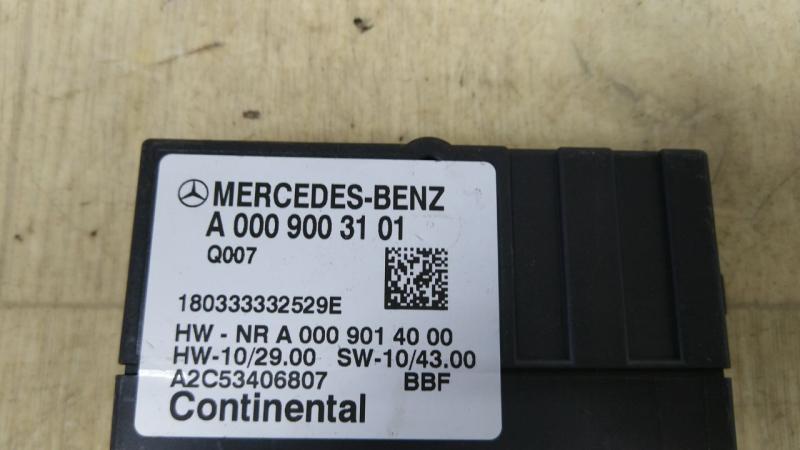 MERCEDES-BENZ
A 000 900 31 01
Q007
180333332529E
HW - NR A 000 901 40 00
HW-10/29.00 SW-10/43.00
A2C53406807 BBF
Continental